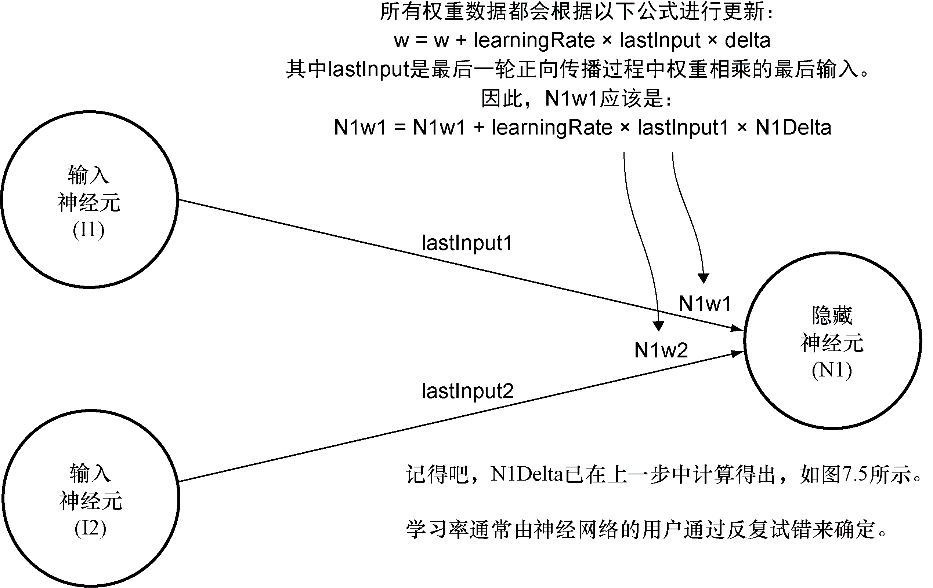 所有权重数据都会根据以下公式进行更新：
w = w + learningRate × lastInput × delta
其中lastInput是最后一轮正向传播过程中权重相乘的最后输入。
因此，N1w1应该是：
N1w1 = N1w1 + learningRate × lastInput1 × N1Delta
输入
神经元
(I1)
lastInput1
N1w1
隐藏
神经元
(N1)
N1w2
lastInput2
输入
神经元
(I2)
记得吧，N1Delta已在上一步中计算得出，如图7.5所示。
学习率通常由神经网络的用户通过反复试错来确定。